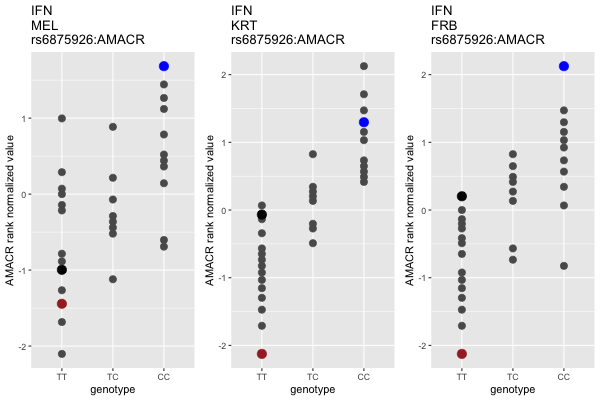 IFN
MEL
rs6875926:AMACR
AMACR rank normalized value
1
0
-1
-2
TT TC CC
genotype
IFN
KRT
rs6875926:AMACR
AMACR rank normalized value
2
1
0
-1
-2
TT TC CC
genotype
IFN
FRB
rs6875926:AMACR
AMACR rank normalized value
2
1
0
-1
-2
TT TC CC
genotype